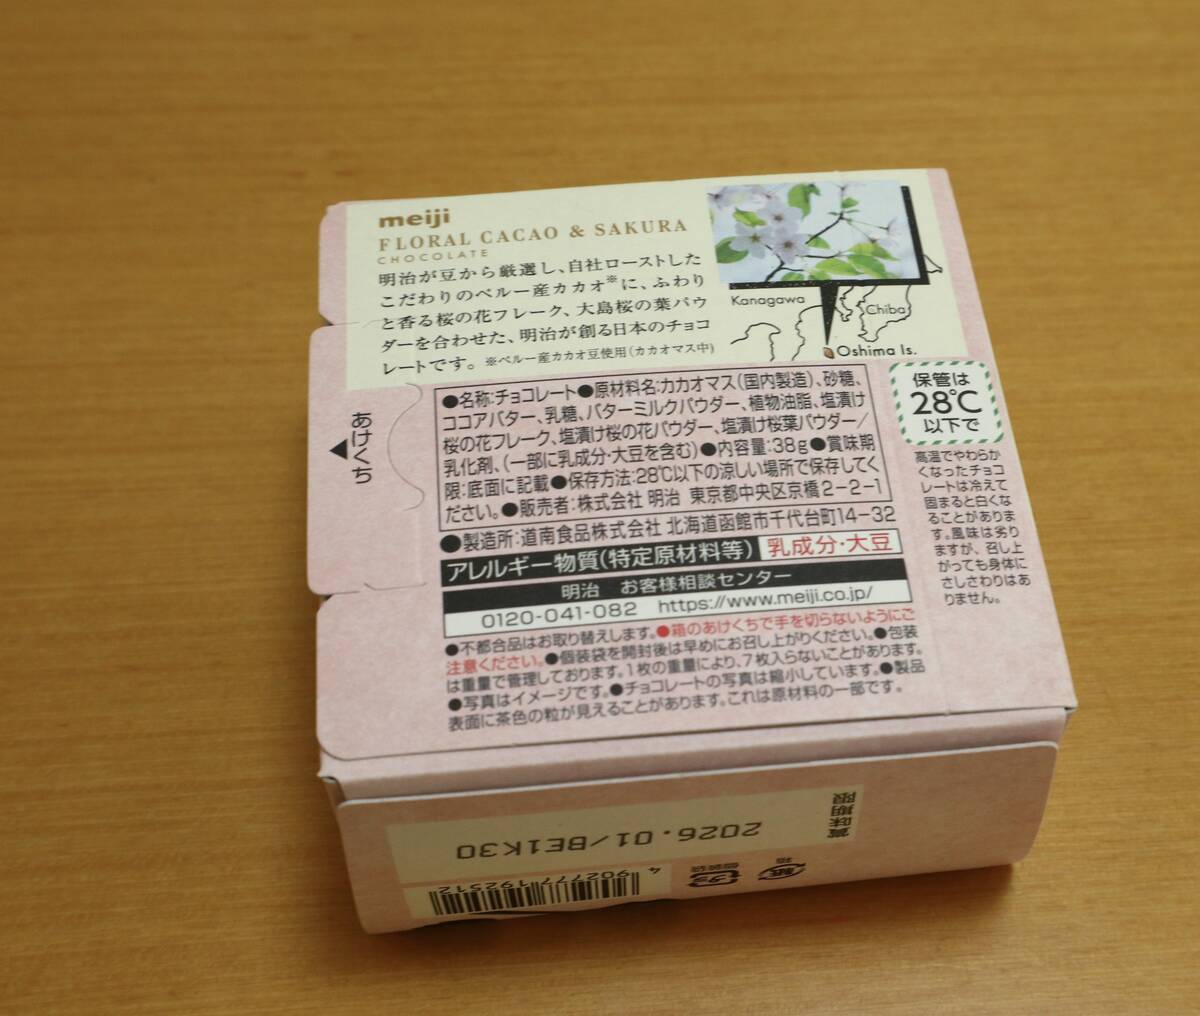 meiji
FLORAL CACAO & SAKURA
CHOCOLATE
明治が豆から厳選し、自社ローストした
こだわりのペルー産カカオ※に、ふわり
と香る桜の花フレーク、大島桜の葉パウ
ダーを合わせた、明治が創る日本のチョコ
レートです。 ※ペルー産カカオ豆使用(カカオマス中)
Kanagawa
Chiba
Oshima Is.
あけくち
●名称:チョコレート●原材料名:カカオマス(国内製造)、砂糖、
ココアバター、乳糖、バターミルクパウダー、植物油脂、塩漬け
桜の花フレーク、塩漬け桜の花パウダー、塩漬け桜葉パウダー/
乳化剤、(一部に乳成分・大豆を含む)●内容量:38g●賞味期
限:底面に記載●保存方法:28℃以下の涼しい場所で保存してく
ださい。●販売者:株式会社 明治 東京都中央区京橋2-2-1
●製造所:道南食品株式会社 北海道函館市千代台町14-32
アレルギー物質(特定原材料等) 乳成分・大豆
明治 お客様相談センター
0120-041-082 https://www.meiji.co.jp/
●不都合品はお取り替えします。●箱のあけくちで手を切らないようにご
注意ください。●個装袋を開封後は早めにお召し上がりください。●包装
は重量で管理しております。1枚の重量により、7枚入らないことがあります。
●写真はイメージです。●チョコレートの写真は縮小しています。●製品
表面に茶色の粒が見えることがあります。これは原材料の一部です。
保管は
28℃
以下で
高温でやわらか
くなったチョコ
レートは冷えて
固まると白くな
ることがありま
す。風味は劣り
ますが、召し上
がっても身体に
さしさわりはあ
りません。
賞味
期限
2026.01/BE1K30
紙
箱
プラ
個装袋
4 902777 192512